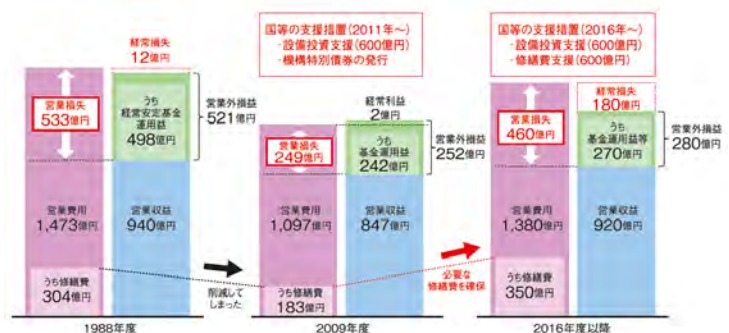 経常損失
12億円
営業損失
533億円
うち
経営安定基金
運用益
498億円
営業外損益
521億円
営業費用
1,473億円
営業収益
940億円
うち修繕費
304億円
1988年度
削減して
しまった
国等の支援措置(2011年〜)
・設備投資支援(600億円)
・機構特別債券の発行
経常利益
2億円
営業損失
249億円
うち
基金運用益
242億円
営業外損益
252億円
営業費用
1,097億円
営業収益
847億円
うち修繕費
183億円
2009年度
必要な
修繕費を確保
国等の支援措置(2016年〜)
・設備投資支援(600億円)
・修繕費支援(600億円)
経常損失
180億円
営業損失
460億円
うち
基金運用益等
270億円
営業外損益
280億円
営業費用
1,380億円
営業収益
920億円
うち修繕費
350億円
2016年度以降